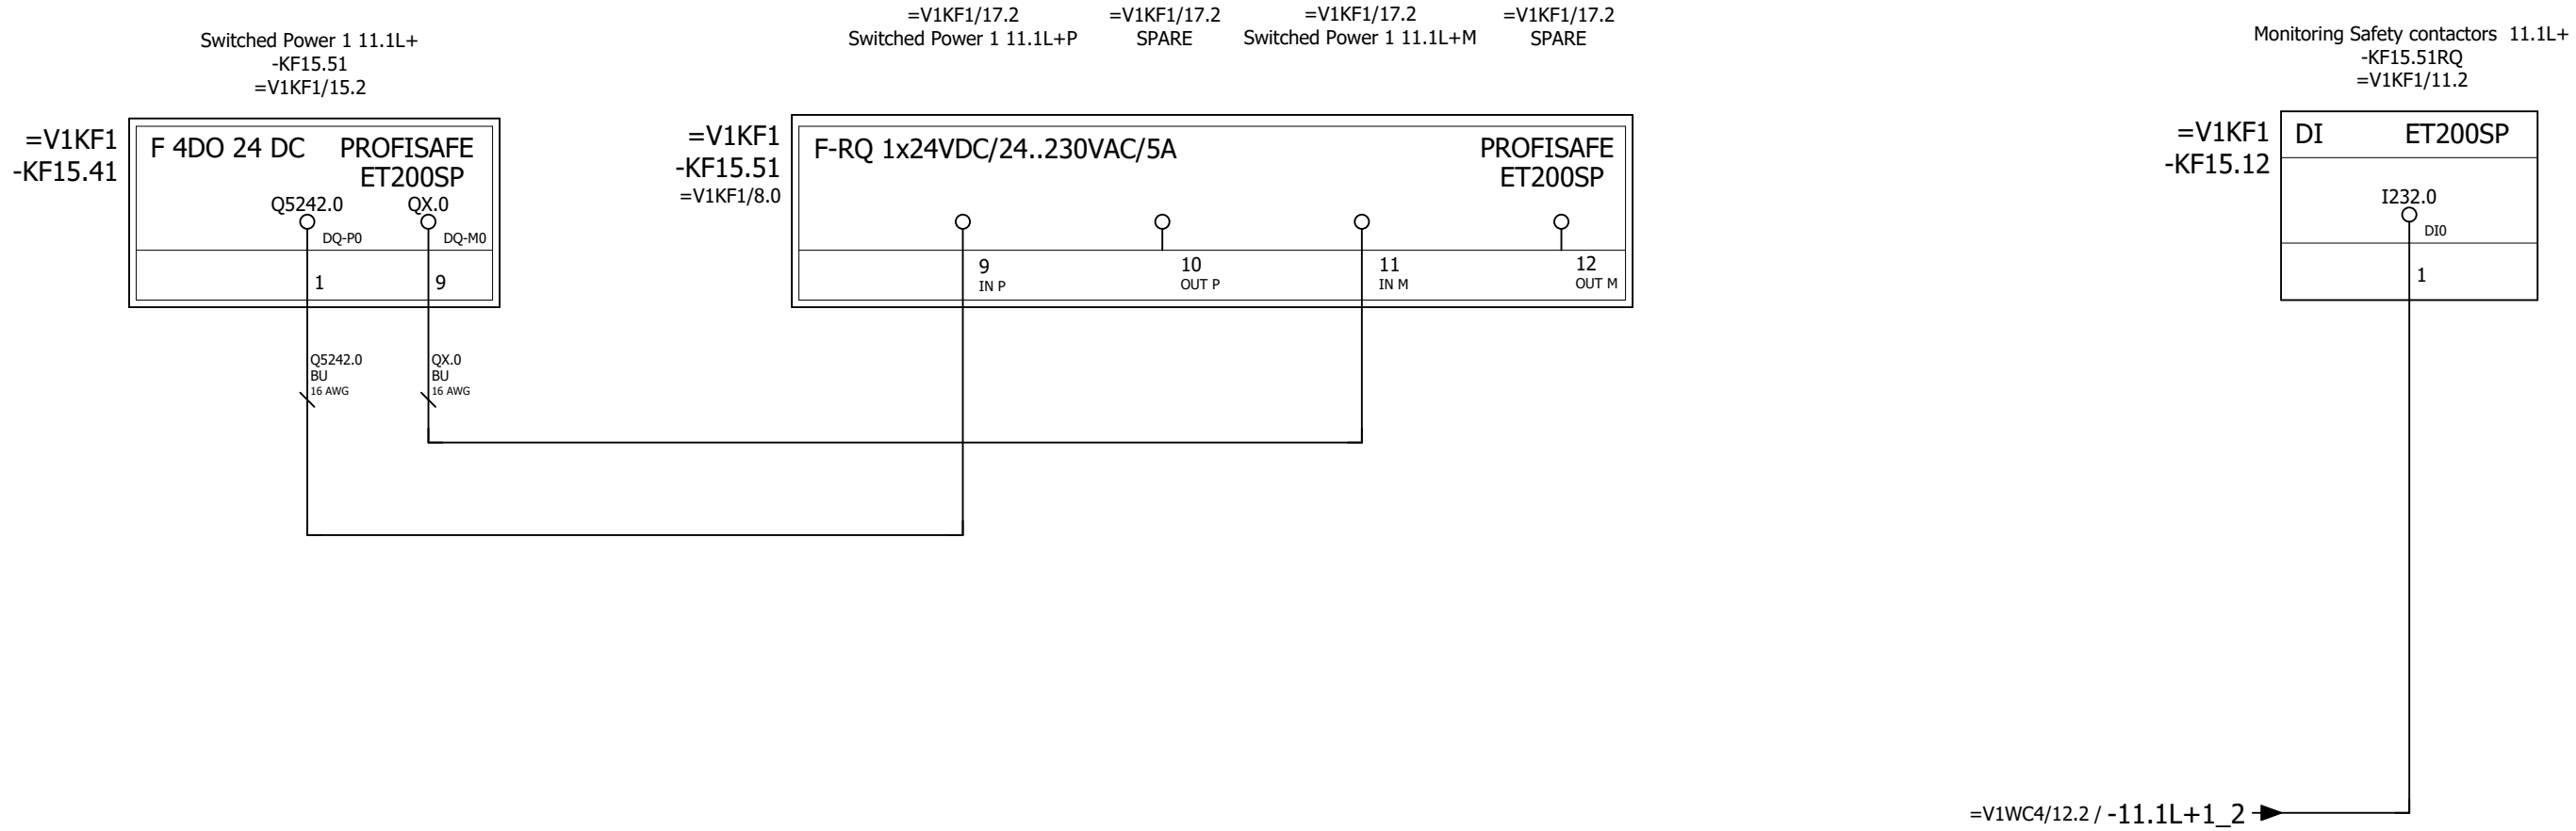 Switched Power 1 11.1L+
-KF15.51
=V1KF1/15.2
=V1KF1
-KF15.41
F 4DO 24 DC PROFISAFE
ET200SP
Q5242.0 QX.0
DQ-P0 DQ-M0
1 9
Q5242.0
BU
16 AWG
QX.0
BU
16 AWG
=V1KF1/17.2
Switched Power 1 11.1L+P
=V1KF1/17.2
SPARE
=V1KF1/17.2
Switched Power 1 11.1L+M
=V1KF1/17.2
SPARE
=V1KF1
-KF15.51
=V1KF1/8.0
F-RQ 1x24VDC/24..230VAC/5A PROFISAFE
ET200SP
9
IN P
10
OUT P
11
IN M
12
OUT M
Monitoring Safety contactors 11.1L+
-KF15.51RQ
=V1KF1/11.2
=V1KF1
-KF15.12
DI ET200SP
I232.0
DI0
1
=V1WC4/12.2 / -11.1L+1_2